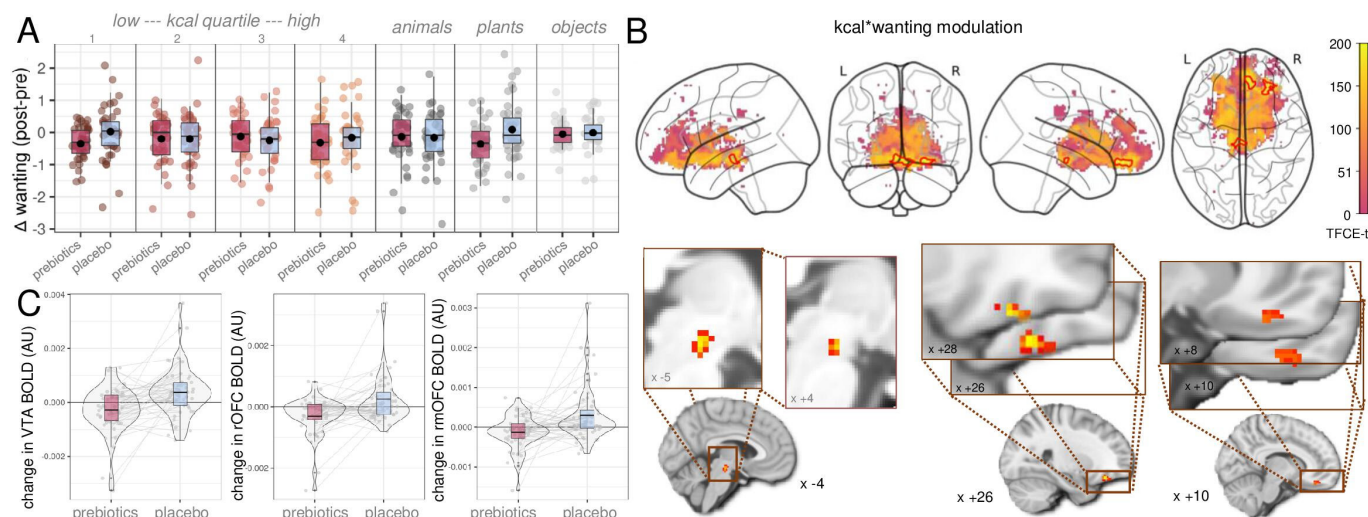 A
low --- kcal quartile --- high
1 2 3 4
animals plants objects
Δ wanting (post-pre)
2
1
0
-1
-2
-3
prebiotics placebo prebiotics placebo prebiotics placebo prebiotics placebo prebiotics placebo prebiotics placebo prebiotics placebo
B
kcal*wanting modulation
L R
L R
200
150
100
51
0
TFCE-t
x -5
x +4
x -4
x +28
x +26
x +26
x +8
x +10
x +10
C
change in VTA BOLD (AU)
0.004
0.002
0.000
0.002
prebiotics placebo
change in rOFC BOLD (AU)
0.002
0.000
0.002
prebiotics placebo
change in rmOFC BOLD (AU)
0.003
0.002
0.001
0.000
-0.001
prebiotics placebo